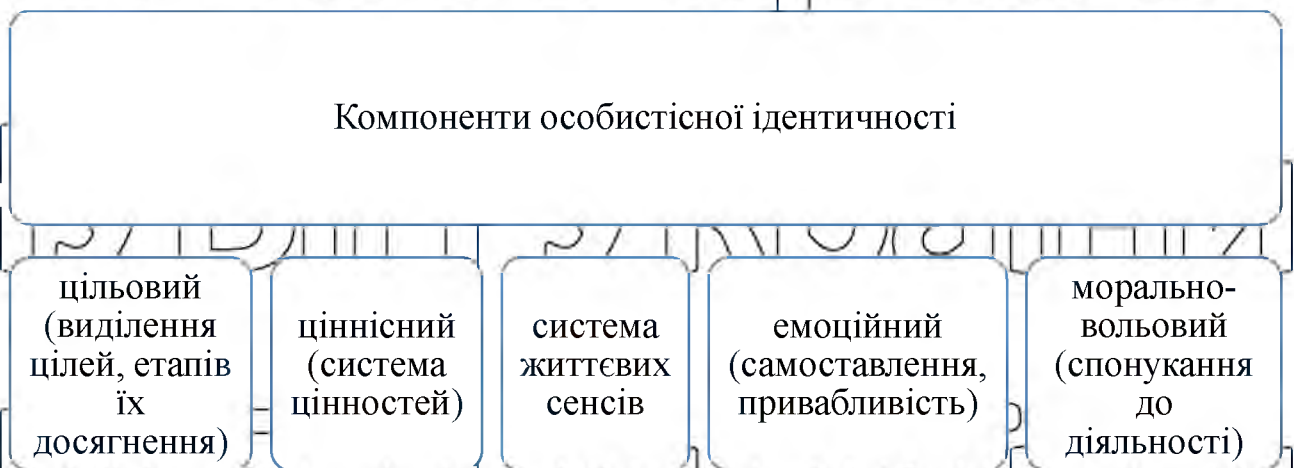 Компоненти особистісної ідентичності
цільовий
(виділення
цілей, етапів
їх
досягнення)
ціннісний
(система
цінностей)
система
життєвих
сенсів
емоційний
(самоставлення,
привабливість)
морально-
вольовий
(спонукання
до
діяльності)